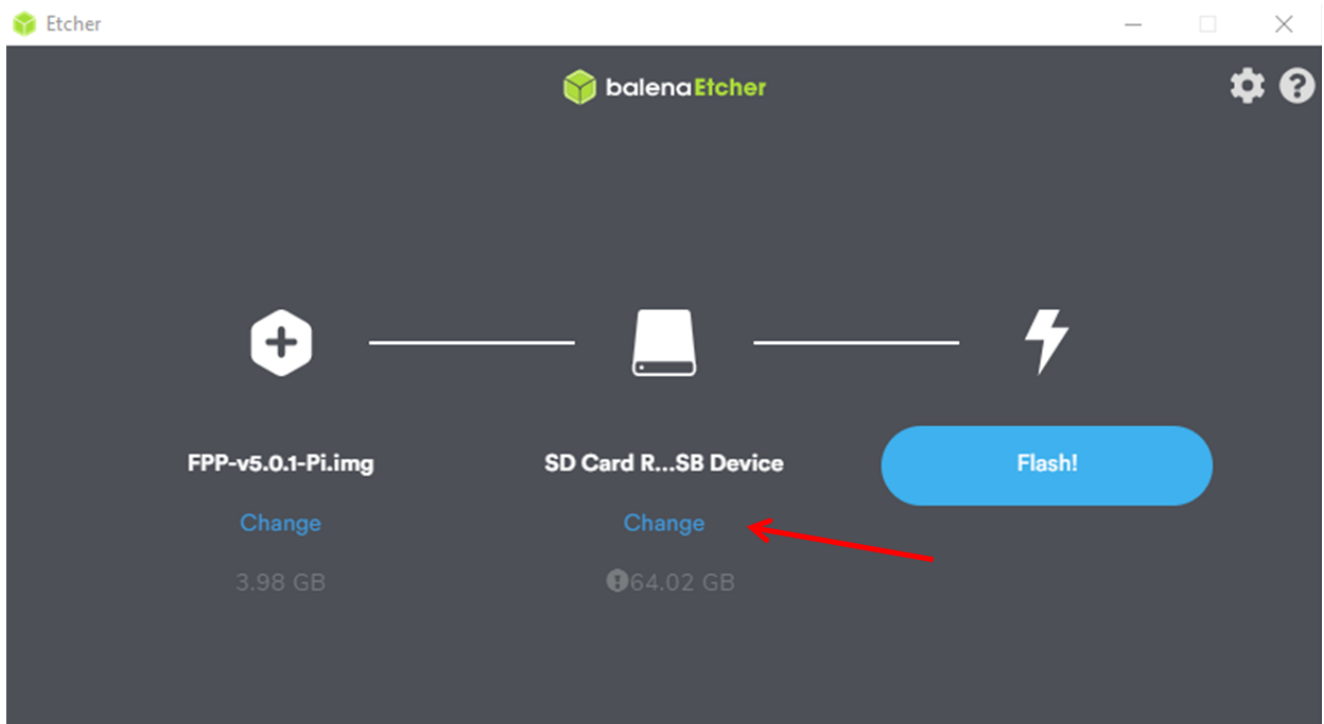 Etcher
balenaEtcher
FPP-v5.0.1-Pi.img
SD Card R...SB Device
Flash!
Change
Change
3.98 GB
64.02 GB